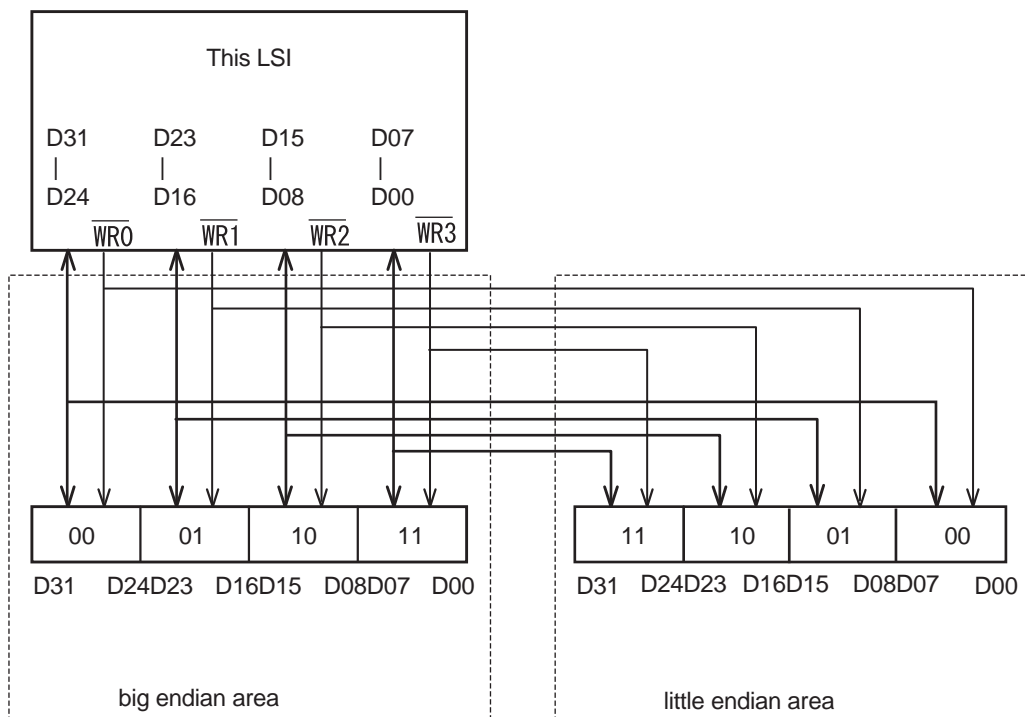 This LSI
D31 D23 D15 D07
| | | |
D24 D16 D08 D00
WR0 WR1 WR2 WR3
00 01 10 11 11 10 01 00
D31 D24D23 D16D15 D08D07 D00 D31 D24D23 D16D15 D08D07 D00
big endian area little endian area